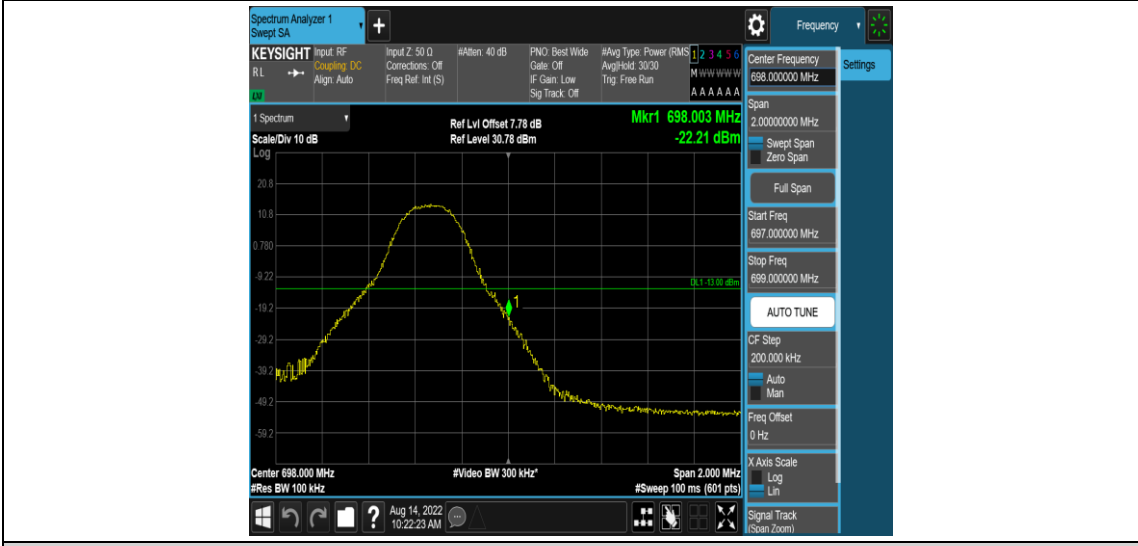 Spectrum Analyzer 1
Swept SA
+
Frequency
KEYSIGHT
Input: RF
Input Z: 50 Ω
#Atten: 40 dB
PNO: Best Wide
#Avg Type: Power (RMS
1 2 3 4 5 6
RL
Coupling: DC
Corrections: Off
Gate: Off
Avg|Hold: 30/30
M W W W W W
Align: Auto
Freq Ref: Int (S)
IF Gain: Low
Trig: Free Run
Sig Track: Off
A A A A A A
1 Spectrum
Scale/Div 10 dB
Ref Lvl Offset 7.78 dB
Ref Level 30.78 dBm
Mkr1 698.003 MHz
-22.21 dBm
Log
20.8
10.8
0.780
-9.22
DL1 -13.00 dBm
1
-19.2
-29.2
-39.2
-49.2
-59.2
Center 698.000 MHz
#Video BW 300 kHz*
Span 2.000 MHz
#Res BW 100 kHz
#Sweep 100 ms (601 pts)
?
Aug 14, 2022
10:22:23 AM
Center Frequency
698.000000 MHz
Settings
Span
2.00000000 MHz
Swept Span
Zero Span
Full Span
Start Freq
697.000000 MHz
Stop Freq
699.000000 MHz
AUTO TUNE
CF Step
200.000 kHz
Auto
Man
Freq Offset
0 Hz
X Axis Scale
Log
Lin
Signal Track
(Span Zoom)